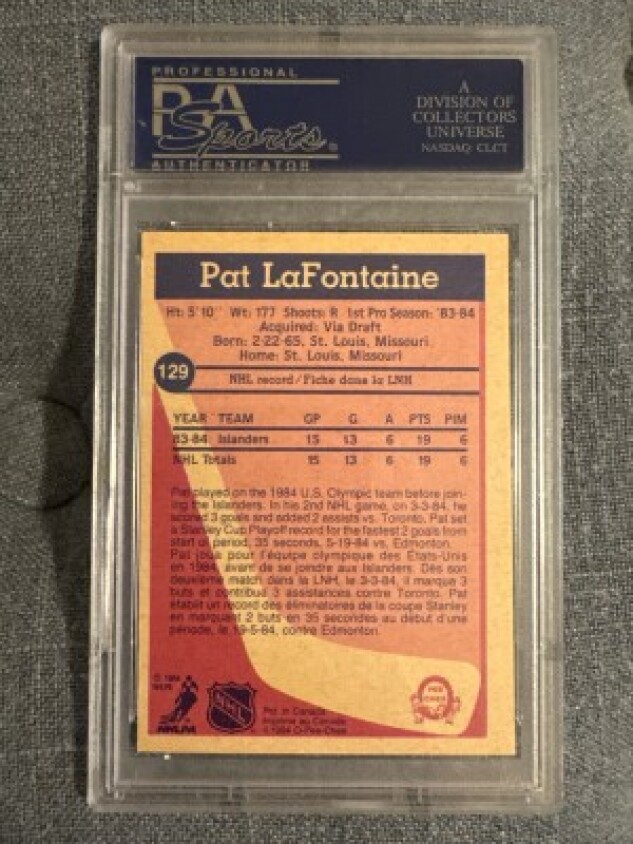 PROFESSIONAL
PSA
Sports
AUTHENTICATOR
A
DIVISION OF
COLLECTORS
UNIVERSE
NASDAQ: CLCT
Pat LaFontaine
Ht: 5'10" Wt: 177 Shoots: R 1st Pro Season: '83-84
Acquired: Via Draft
Born: 2-22-65, St. Louis, Missouri
Home: St. Louis, Missouri
129
NHL record/Fiche dans la LNH
YEAR TEAM GP G A PTS PIM
83-84 Islanders 15 13 6 19 6
NHL Totals 15 13 6 19 6
Pat played on the 1984 U.S. Olympic team before join-
ing the Islanders. In his 2nd NHL game, on 3-3-84, he
scored 3 goals and added 2 assists vs. Toronto. Pat set
a Stanley Cup Playoff record for the fastest 2 goals from
start of period, 35 seconds, 5-19-84 vs. Edmonton.
Pat joua pour l'équipe olympique des Etats-Unis
en 1984, avant de se joindre aux Islanders. Dès son
deuxième match dans la LNH, le 3-3-84, il marque 3
buts et contribue 3 assistances contre Toronto. Pat
établit un record des éliminatoires de la coupe Stanley
en marquant 2 buts en 35 secondes au début d'une
période, le 19-5-84, contre Edmonton.
© 1984
NHLPA
NHLPA
NHL
Ptd. in Canada
Imprimé au Canada
© 1984 O-Pee-Chee
PEE
CHEE